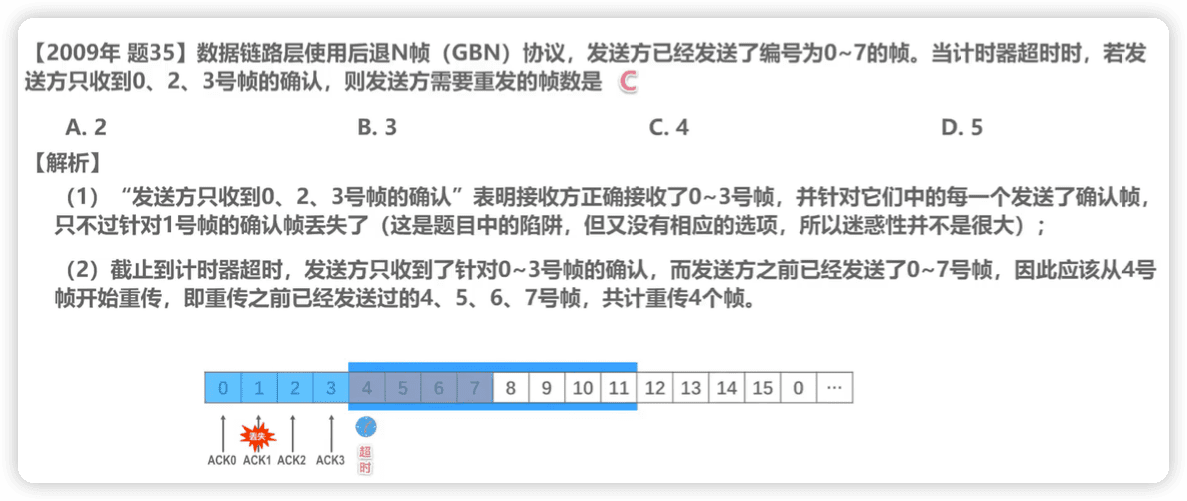 【2009年 题35】数据链路层使用后退N帧（GBN）协议，发送方已经发送了编号为0~7的帧。当计时器超时时，若发
送方只收到0、2、3号帧的确认，则发送方需要重发的帧数是 C
A. 2 B. 3 C. 4 D. 5
【解析】
（1）“发送方只收到0、2、3号帧的确认”表明接收方正确接收了0~3号帧，并针对它们中的每一个发送了确认帧，
只不过针对1号帧的确认帧丢失了（这是题目中的陷阱，但又没有相应的选项，所以迷惑性并不是很大）；
（2）截止到计时器超时，发送方只收到了针对0~3号帧的确认，而发送方之前已经发送了0~7号帧，因此应该从4号
帧开始重传，即重传之前已经发送过的4、5、6、7号帧，共计重传4个帧。
0 1 2 3 4 5 6 7 8 9 10 11 12 13 14 15 0 ···
丢失
ACK0 ACK1 ACK2 ACK3
超
时